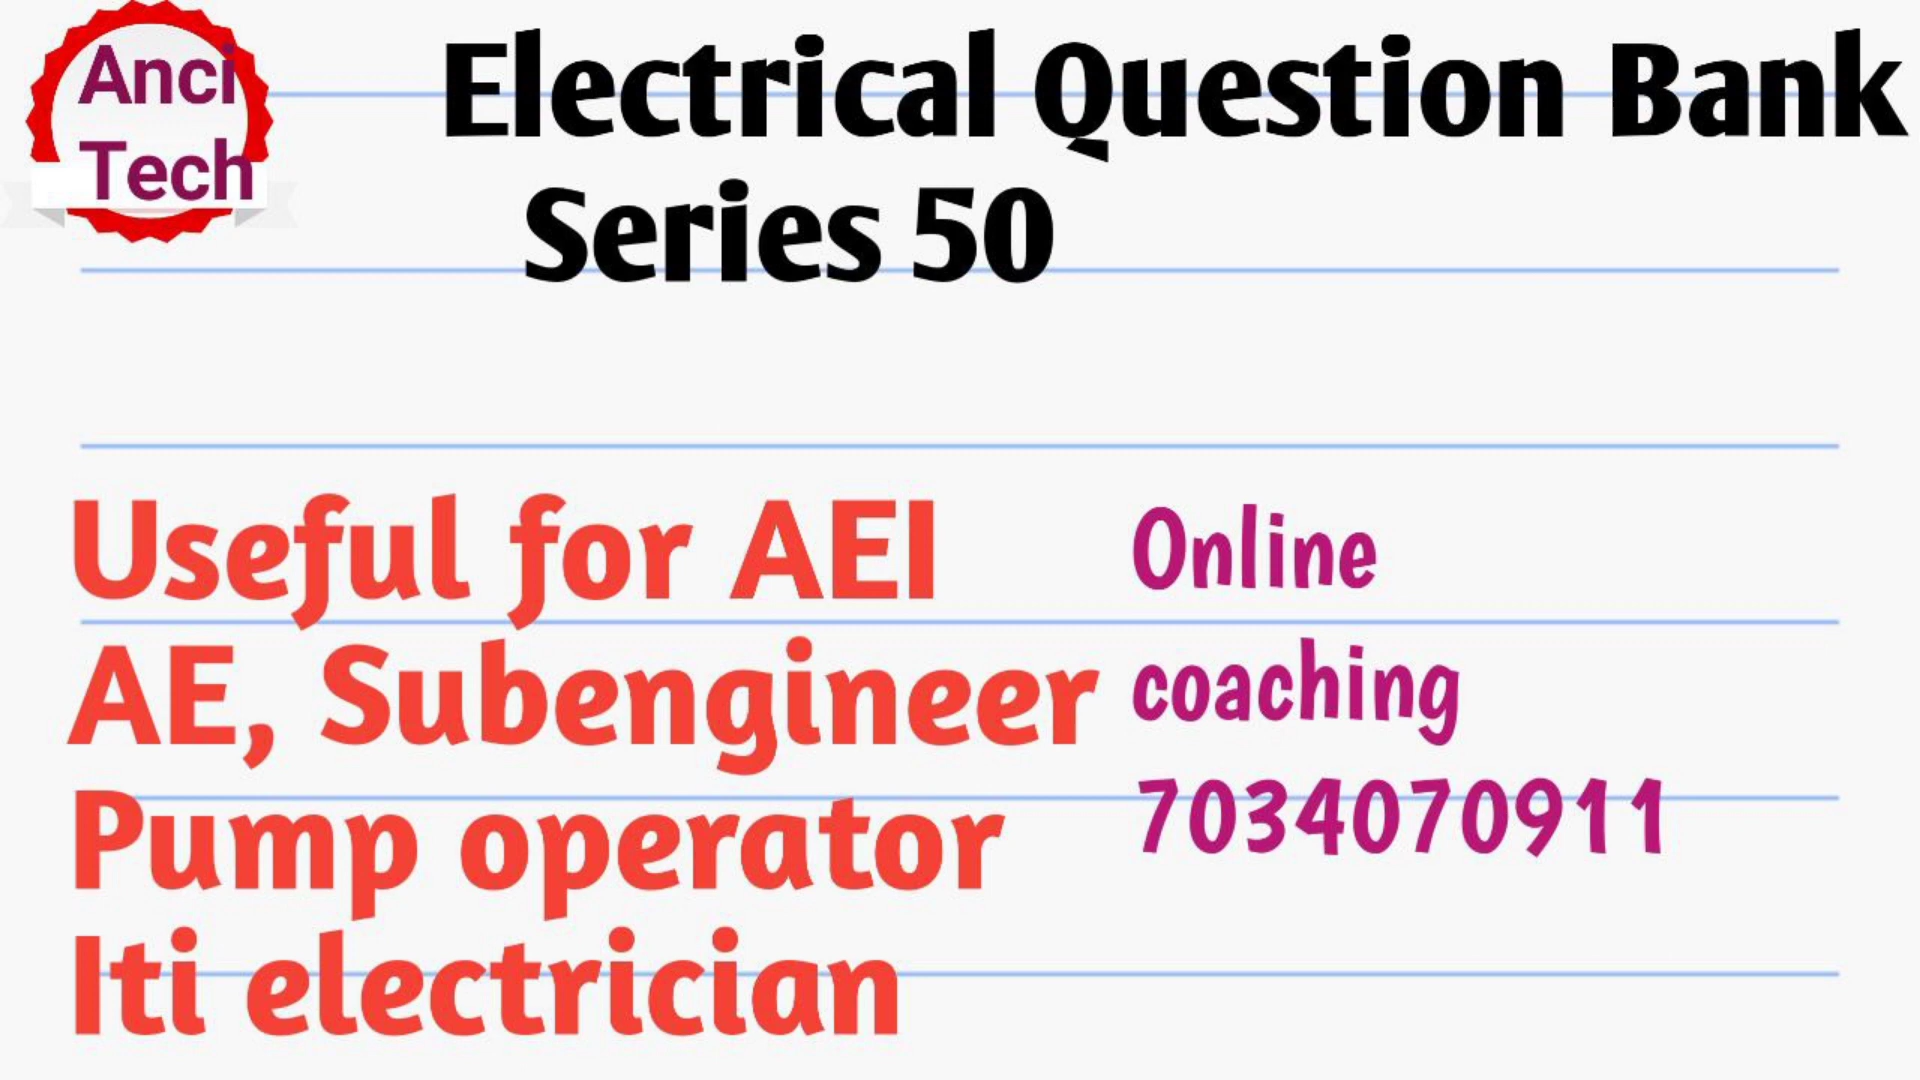 Anci
Tech
Electrical Question Bank
Series 50
Useful for AEI
AE, Subengineer
Pump operator
Iti electrician
Online
coaching
7034070911